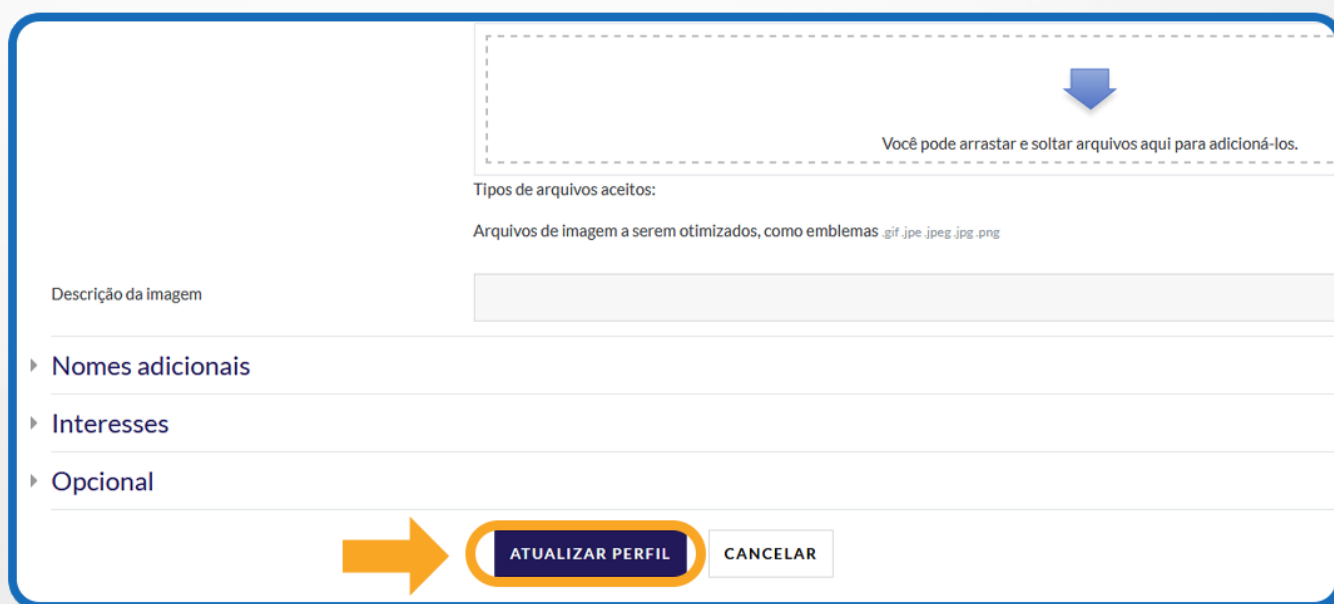 Você pode arrastar e soltar arquivos aqui para adicioná-los.
Tipos de arquivos aceitos:
Arquivos de imagem a serem otimizados, como emblemas .gif .jpe .jpeg .jpg .png
Descrição da imagem
Nomes adicionais
Interesses
Opcional
ATUALIZAR PERFIL CANCELAR